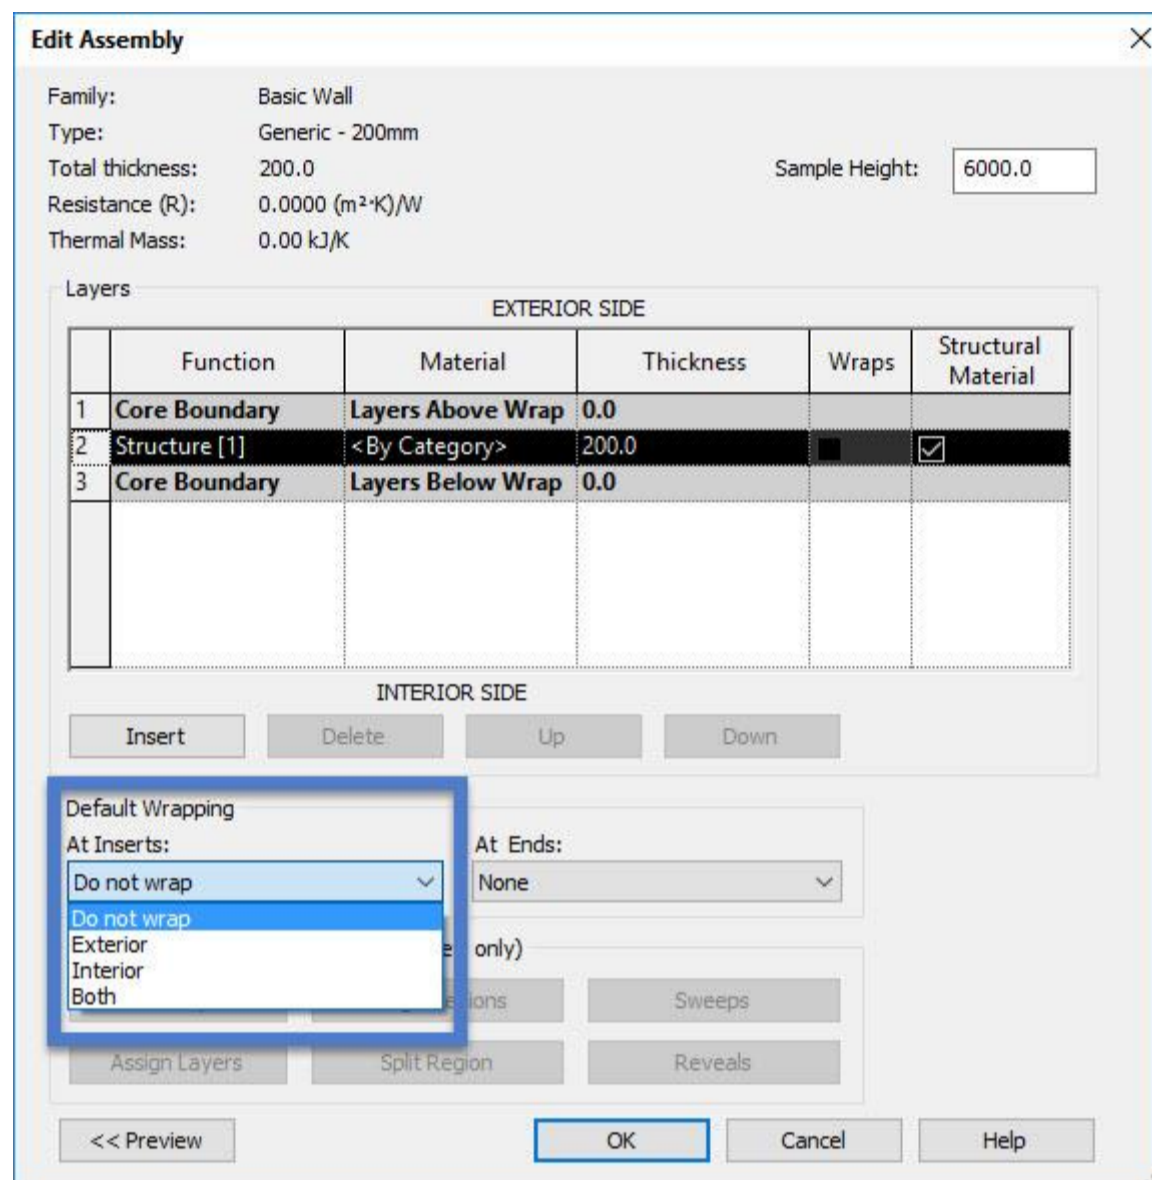 Edit Assembly
Family: Basic Wall
Type: Generic - 200mm
Total thickness: 200.0 Sample Height: 6000.0
Resistance (R): 0.0000 (m²·K)/W
Thermal Mass: 0.00 kJ/K
Layers
EXTERIOR SIDE
Function Material Thickness Wraps Structural Material
1 Core Boundary Layers Above Wrap 0.0
2 Structure [1] <By Category> 200.0
3 Core Boundary Layers Below Wrap 0.0
INTERIOR SIDE
Insert Delete Up Down
Default Wrapping
At Inserts: At Ends:
Do not wrap None
Do not wrap
Exterior
Interior only)
Both Sweeps
Assign Layers Split Region Reveals
<< Preview OK Cancel Help